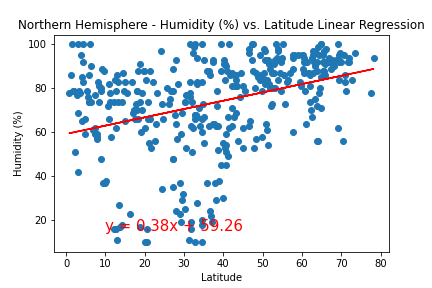 Northern Hemisphere - Humidity (%) vs. Latitude Linear Regression
100
80
60
40
20
Humidity (%)
y = 0.38x + 59.26
0 10 20 30 40 50 60 70 80
Latitude